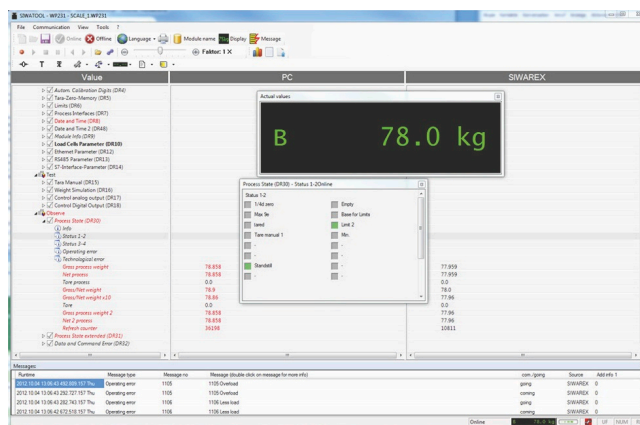 SIWATOOL - WP231 - SCALE_1.WP231
File Communication View Tools ?
Online Offline Language Module name Display Message
Faktor: 1 X
Value PC SIWAREX
Autom. Calibration Digits (DR4)
Tara-Zero-Memory (DR5)
Limits (DR6)
Process Interfaces (DR7)
Date and Time (DR8)
Date and Time 2 (DR48)
Module Info (DR9)
Load Cells Parameter (DR10)
Ethernet Parameter (DR12)
RS485 Parameter (DR13)
S7-Interface-Parameter (DR14)
Test
Tara Manual (DR15)
Weight Simulation (DR16)
Control analog output (DR17)
Control Digital Output (DR18)
Observe
Process State (DR30)
Info
Status 1-2
Status 3-4
Operating error
Technological error
Gross process weight 78.858 77.959
Net process 78.858 77.96
Tare process 0.0 0.0
Gross/Net weight 78.9 78.0
Gross/Net weight x10 78.86 77.96
Tare 0.0 0.0
Gross process weight 2 78.858 77.96
Net 2 process 78.858 77.96
Refresh counter 36198 10811
Process State extended (DR31)
Data and Command Error (DR32)
Actual values
B 78.0 kg
Process State (DR30) - Status 1-2Online
Status 1-2
1/4d zero Empty
Max 9e Base for Limits
tared Limit 2
Tare manual 1 Min.
- -
- -
Standstill -
- -
Messages
Runtime Message type Message no Message (double click on message for more info) com./going Source Add info 1
2012.10.04 13:06:43 492.809.157 Thu Operating error 1105 1105 Overload going SIWAREX 0
2012.10.04 13:06:43 292.727.157 Thu Operating error 1105 1105 Overload coming SIWAREX 0
2012.10.04 13:06:43 282.743.157 Thu Operating error 1106 1106 Less load going SIWAREX 0
2012.10.04 13:06:42 672.518.157 Thu Operating error 1106 1106 Less load coming SIWAREX 0
Online B 78.0 kg UF NUM